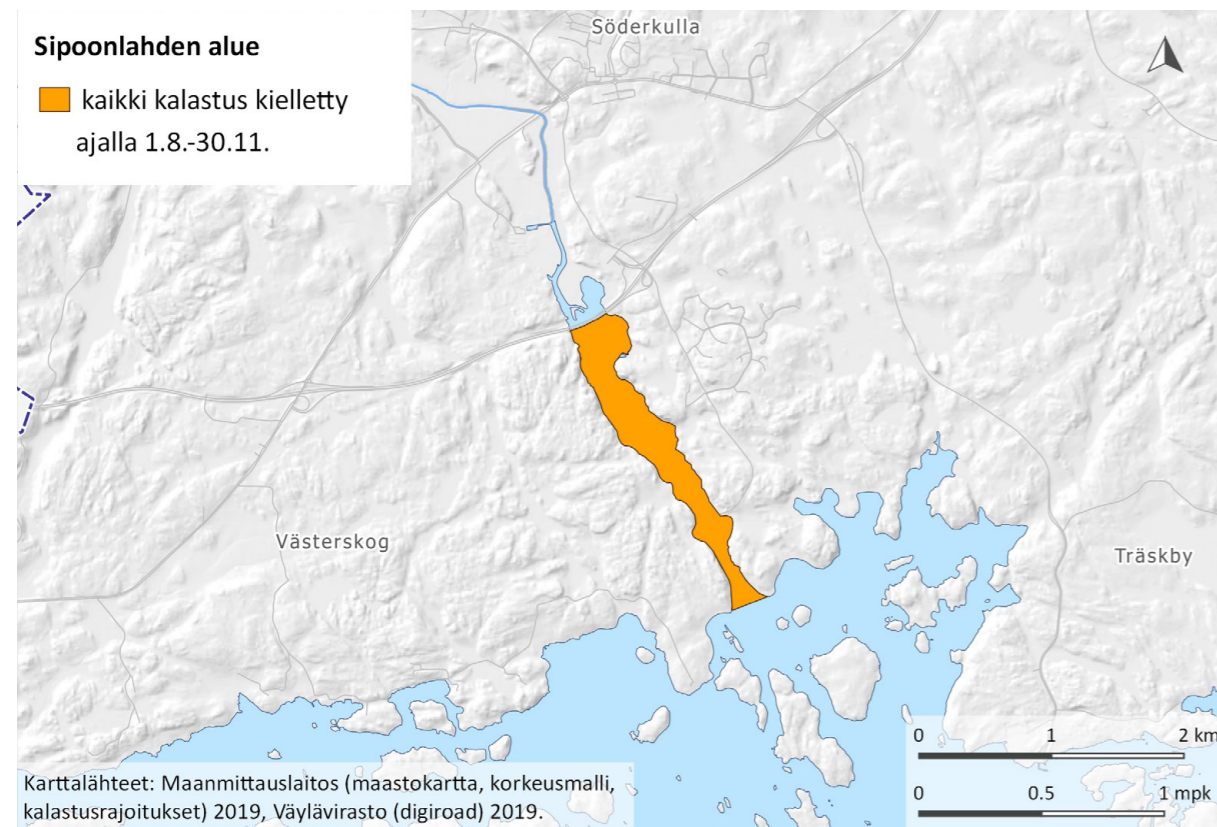 Söderkulla
Sipoonlahden alue
kaikki kalastus kielletty
ajalla 1.8.-30.11.
Västerskog
Träskby
0 1 2 km
0 0.5 1 mpk
Karttalähteet: Maanmittauslaitos (maastokartta, korkeusmalli,
kalastusrajoitukset) 2019, Väylävirasto (digiroad) 2019.